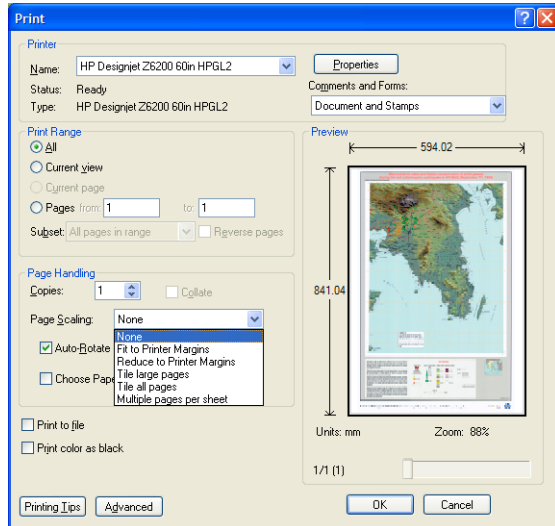 Print
Printer
Name:
HP Designjet Z6200 60in HPGL2
Properties
Status:
Ready
Comments and Forms:
Type:
HP Designjet Z6200 60in HPGL2
Document and Stamps
Print Range
All
Current view
Current page
Pages from: 1 to: 1
Subset: All pages in range
Reverse pages
Preview
594.02
841.04
Page Handling
Copies: 1
Collate
Page Scaling: None
None
Fit to Printer Margins
Reduce to Printer Margins
Tile large pages
Tile all pages
Multiple pages per sheet
Auto-Rotate
Choose Pape
Print to file
Print color as black
Units: mm
Zoom: 88%
1/1 (1)
Printing Tips
Advanced
OK
Cancel